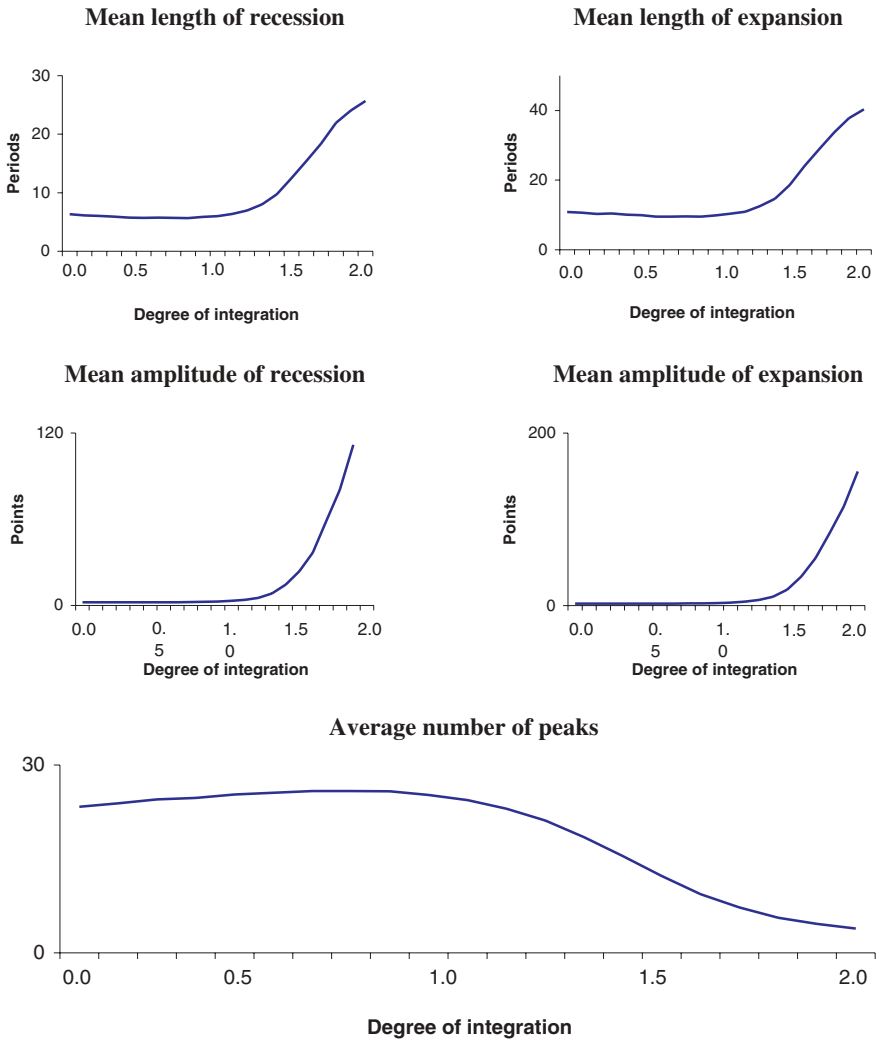 Mean length of recession
Mean length of expansion
30
20
10
0
Periods
0.0 0.5 1.0 1.5 2.0
Degree of integration
40
20
0
Periods
0.0 0.5 1.0 1.5 2.0
Degree of integration
Mean amplitude of recession
Mean amplitude of expansion
120
0
Points
0.0 0. 1. 1.5 2.0
5 0
Degree of integration
200
0
Points
0.0 0. 1. 1.5 2.0
5 0
Degree of integration
Average number of peaks
30
0
0.0 0.5 1.0 1.5 2.0
Degree of integration